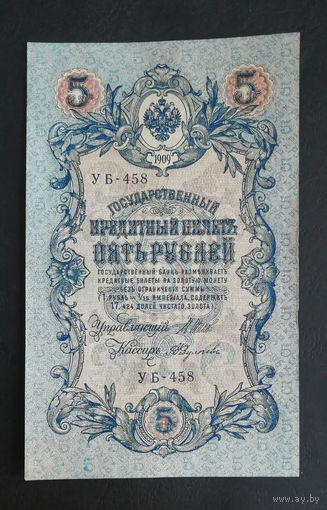 5 5
1909
УБ-458
ГОСУДАРСТВЕННЫЙ
КРЕДИТНЫЙ БИЛЕТЪ
ПЯТЬ РУБЛЕЙ
ГОСУДАРСТВЕННЫЙ БАНКЪ РАЗМѢНИВАЕТЪ
КРЕДИТНЫЕ БИЛЕТЫ НА ЗОЛОТУЮ МОНЕТУ
БЕЗЪ ОГРАНИЧЕНІЯ СУММЫ
(1 РУБЛЬ = 1/15 ИМПЕРІАЛА, СОДЕРЖИТЪ
17,424 ДОЛЕЙ ЧИСТАГО ЗОЛОТА).
Управляющій
Кассиръ
УБ-458
5
www.ay.by